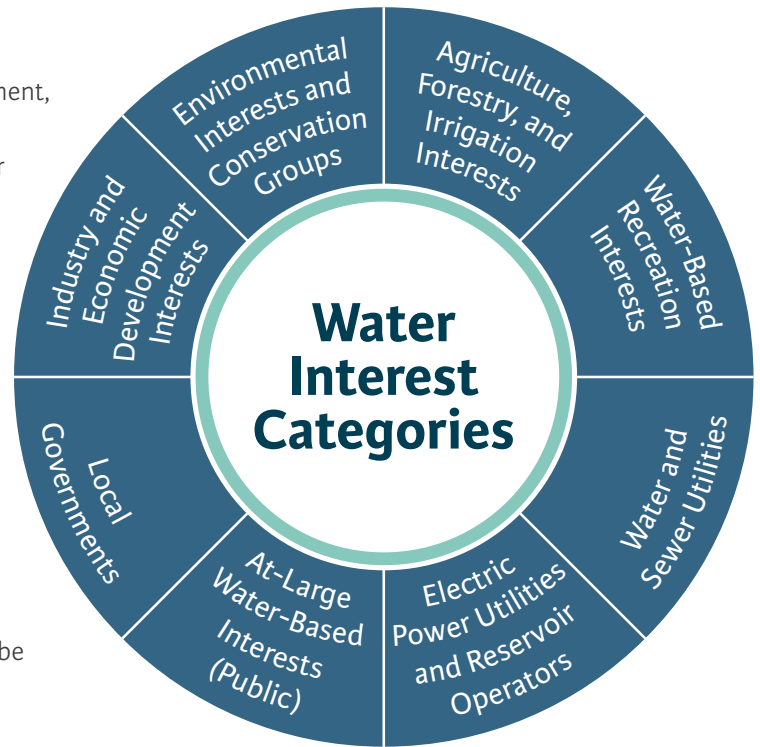 nent,
r
be
Water
Interest
Categories
Agriculture,
Forestry, and
Irrigation
Interests
Water-Based
Recreation
Interests
Water and
Sewer Utilities
Electric
Power Utilities
and Reservoir
Operators
At-Large
Water-Based
Interests
(Public)
Local
Governments
Industry and
Economic
Development
Interests
Environmental
Interests and
Conservation
Groups